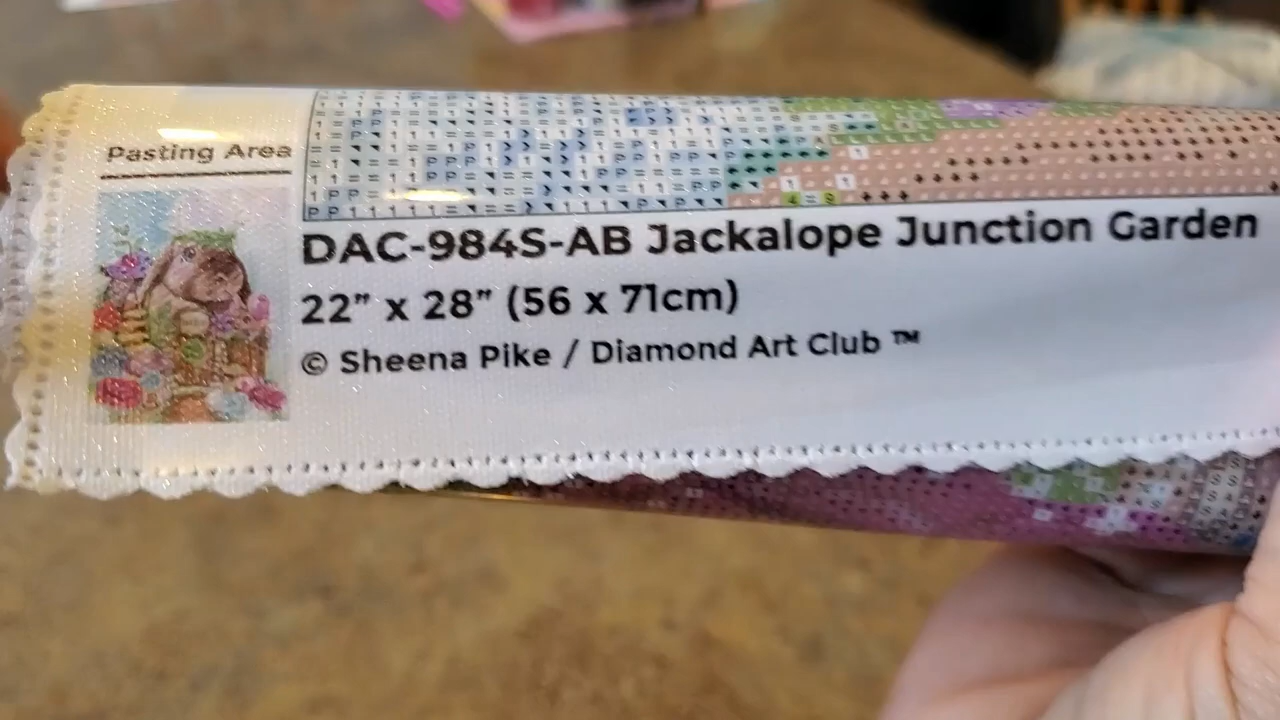 Pasting Area
DAC-984S-AB Jackalope Junction Garden
22” x 28” (56 x 71cm)
© Sheena Pike / Diamond Art Club ™